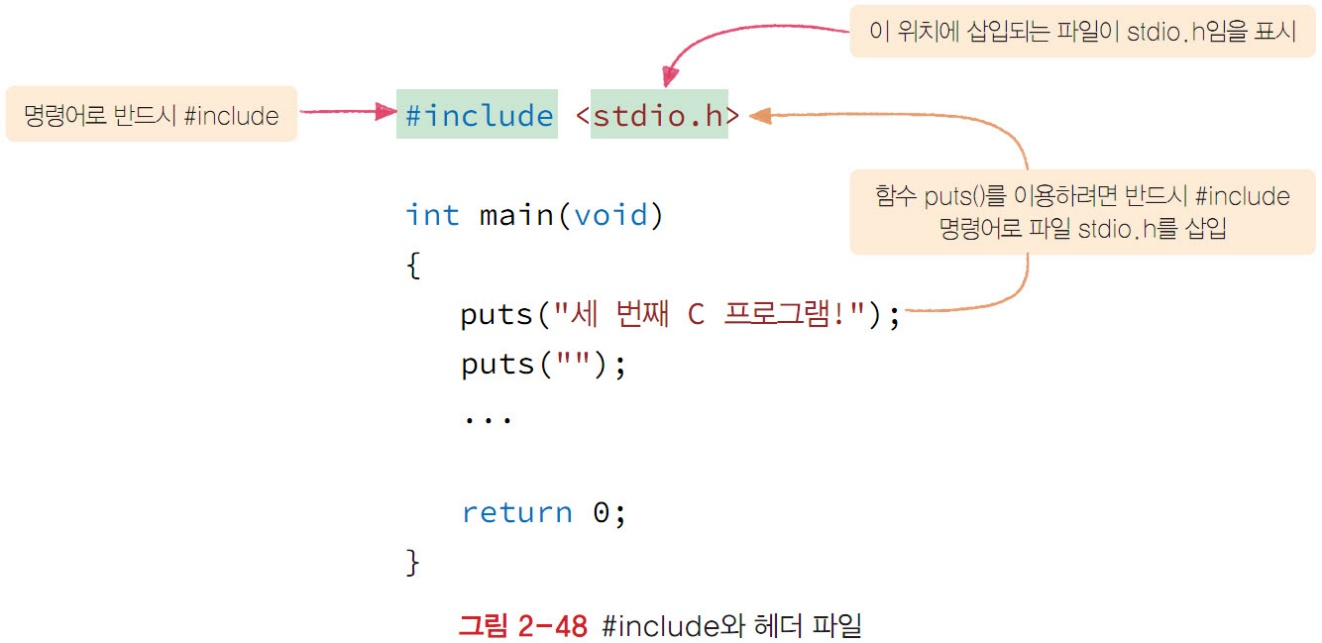 이 위치에 삽입되는 파일이 stdio.h임을 표시
명령어로 반드시 #include
#include <stdio.h>
함수 puts()를 이용하려면 반드시 #include
명령어로 파일 stdio.h를 삽입
int main(void)
{
puts("세 번째 C 프로그램!");
puts("");
...
return 0;
}
그림 2-48 #include와 헤더 파일